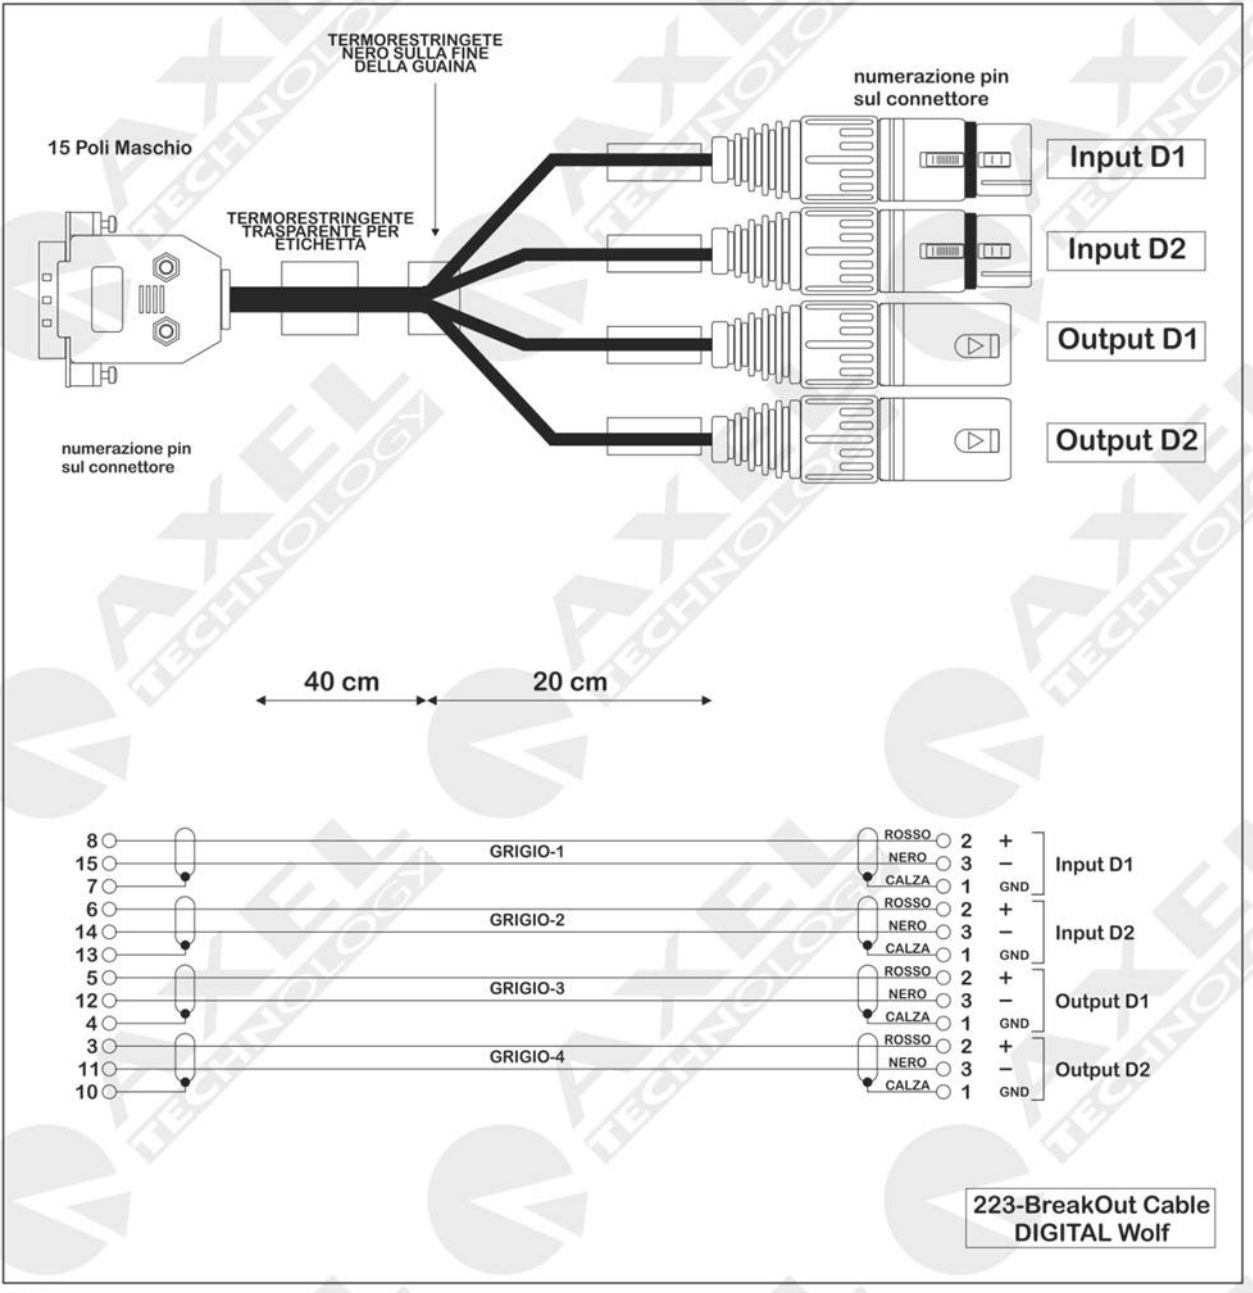 TERMORESTRINGETE
NERO SULLA FINE
DELLA GUAINA
numerazione pin
sul connettore
15 Poli Maschio
Input D1
TERMORESTRINGENTE
TRASPARENTE PER
ETICHETTA
Input D2
Output D1
Output D2
numerazione pin
sul connettore
40 cm 20 cm
8 ROSSO 2 +
GRIGIO-1
15 NERO 3 − Input D1
7 CALZA 1 GND
6 ROSSO 2 +
GRIGIO-2
14 NERO 3 − Input D2
13 CALZA 1 GND
5 ROSSO 2 +
GRIGIO-3
12 NERO 3 − Output D1
4 CALZA 1 GND
3 ROSSO 2 +
GRIGIO-4
11 NERO 3 − Output D2
10 CALZA 1 GND
223-BreakOut Cable
DIGITAL Wolf
AXEL
TECHNOLOGY